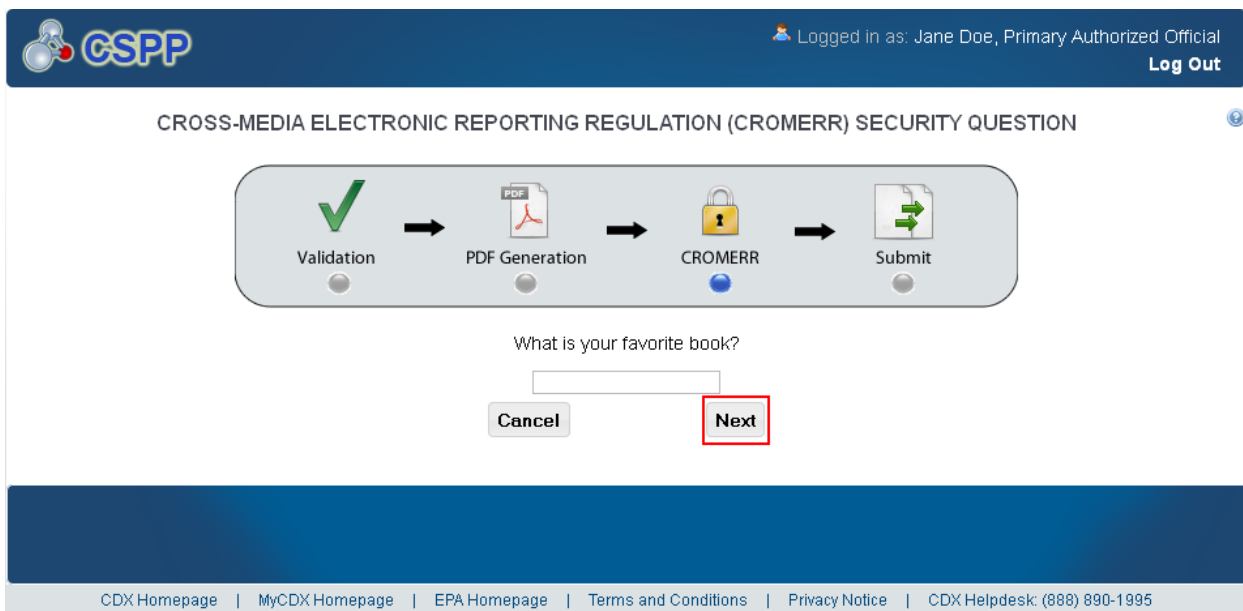 CSPP
Logged in as: Jane Doe, Primary Authorized Official
Log Out
CROSS-MEDIA ELECTRONIC REPORTING REGULATION (CROMERR) SECURITY QUESTION
PDF
Validation PDF Generation CROMERR Submit
What is your favorite book?
Cancel Next
CDX Homepage | MyCDX Homepage | EPA Homepage | Terms and Conditions | Privacy Notice | CDX Helpdesk: (888) 890-1995